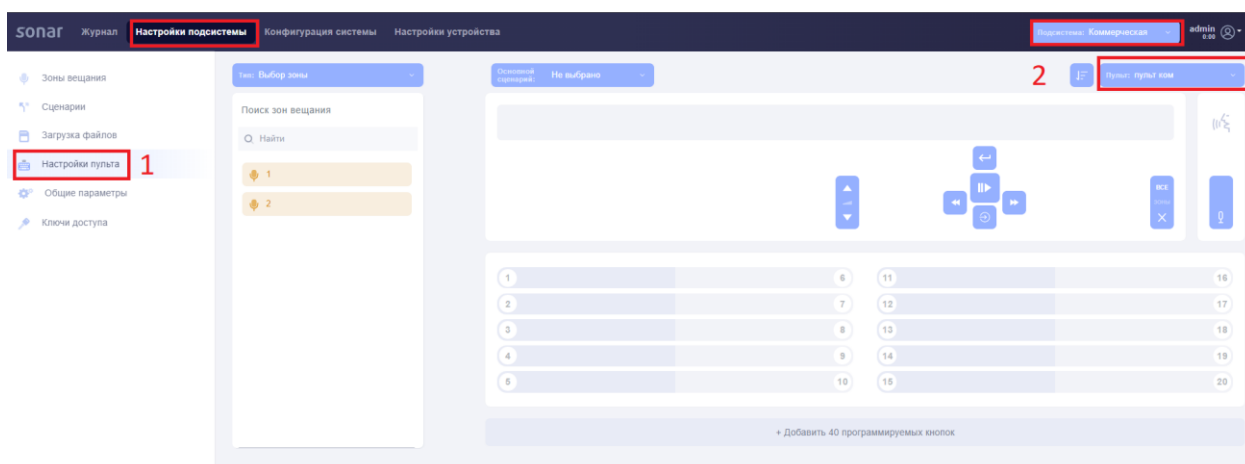 sonar Журнал Настройки подсистемы Конфигурация системы Настройки устройства Подсистема: Коммерческая admin 0:00
Зоны вещания
Сценарии
Загрузка файлов
Настройки пульта 1
Общие параметры
Ключи доступа
Тип: Выбор зоны
Поиск зон вещания
Найти
1
2
Основной сценарий: Не выбрано
2 Пульт: пульт ком
ВСЕ
1 6 11 16
2 7 12 17
3 8 13 18
4 9 14 19
5 10 15 20
+ Добавить 40 программируемых кнопок